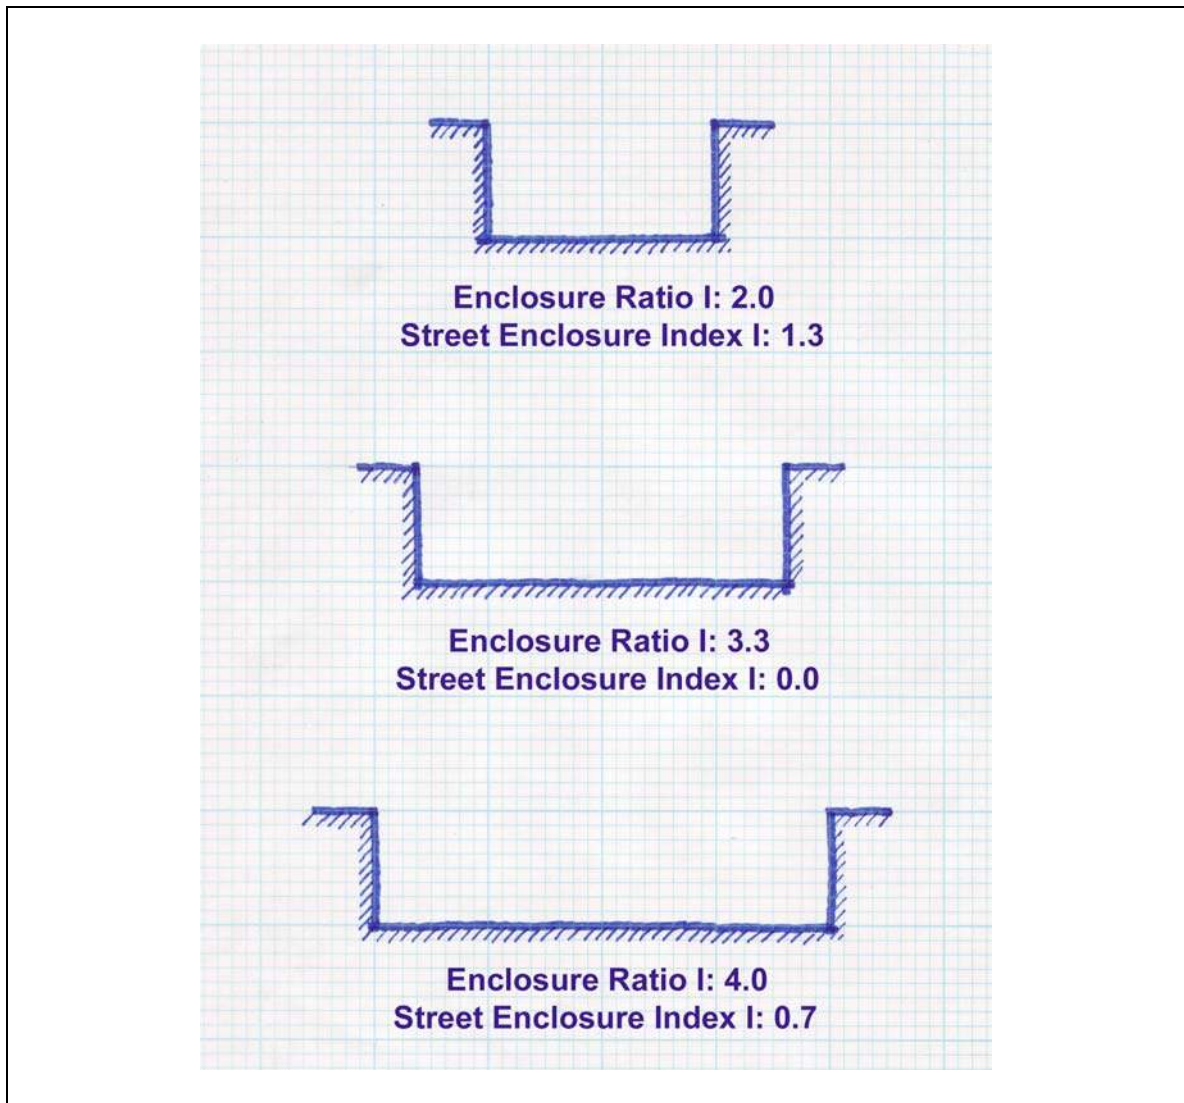 Enclosure Ratio I: 2.0
Street Enclosure Index I: 1.3
Enclosure Ratio I: 3.3
Street Enclosure Index I: 0.0
Enclosure Ratio I: 4.0
Street Enclosure Index I: 0.7